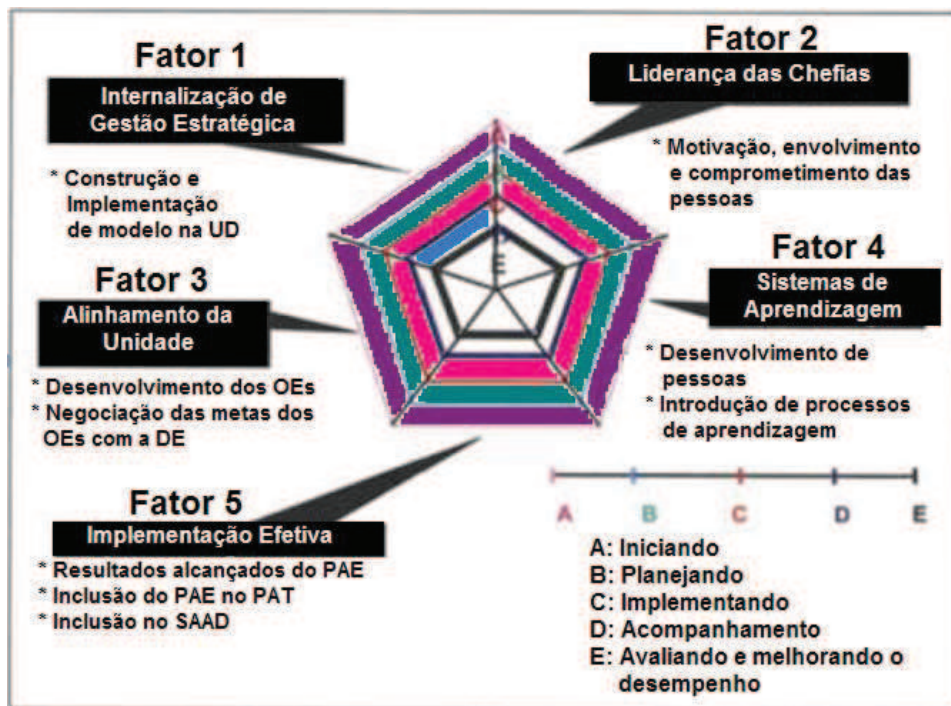 Fator 1
Internalização de
Gestão Estratégica
* Construção e
Implementação
de modelo na UD
Fator 2
Liderança das Chefias
* Motivação, envolvimento
e comprometimento das
pessoas
Fator 3
Alinhamento da
Unidade
* Desenvolvimento dos OEs
* Negociação das metas dos
OEs com a DE
Fator 4
Sistemas de
Aprendizagem
* Desenvolvimento de
pessoas
* Introdução de processos
de aprendizagem
Fator 5
Implementação Efetiva
* Resultados alcançados do PAE
* Inclusão do PAE no PAT
* Inclusão no SAAD
A
E
A B C D E
A: Iniciando
B: Planejando
C: Implementando
D: Acompanhamento
E: Avaliando e melhorando o
desempenho